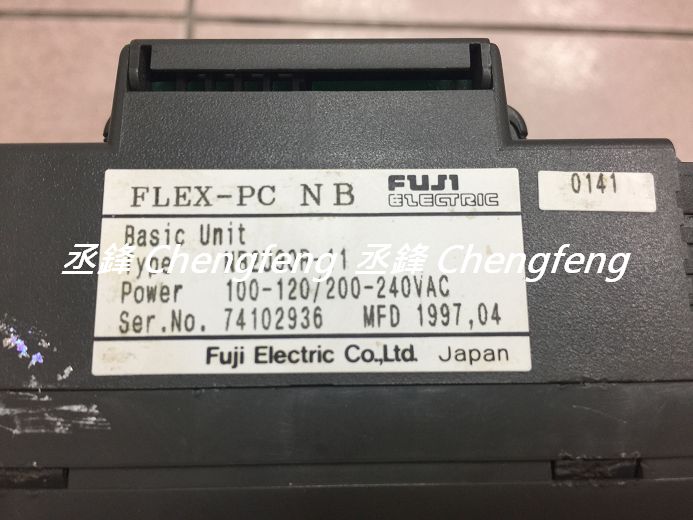 FLEX-PC NB FUJI ELECTRIC
0141
Basic Unit
Type
丞鋒 Chengfeng 丞鋒 Chengfeng
Power 100-120/200-240VAC
Ser.No. 74102936 MFD 1997,04
Fuji Electric Co.,Ltd. Japan